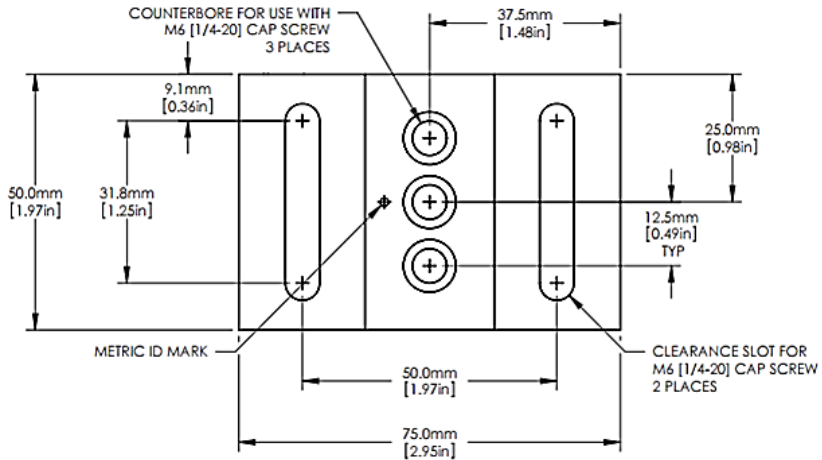 COUNTERBORE FOR USE WITH
M6 [1/4-20] CAP SCREW
3 PLACES
37.5mm
[1.48in]
9.1mm
[0.36in]
25.0mm
[0.98in]
50.0mm
[1.97in]
31.8mm
[1.25in]
12.5mm
[0.49in]
TYP
METRIC ID MARK
CLEARANCE SLOT FOR
M6 [1/4-20] CAP SCREW
2 PLACES
50.0mm
[1.97in]
75.0mm
[2.95in]